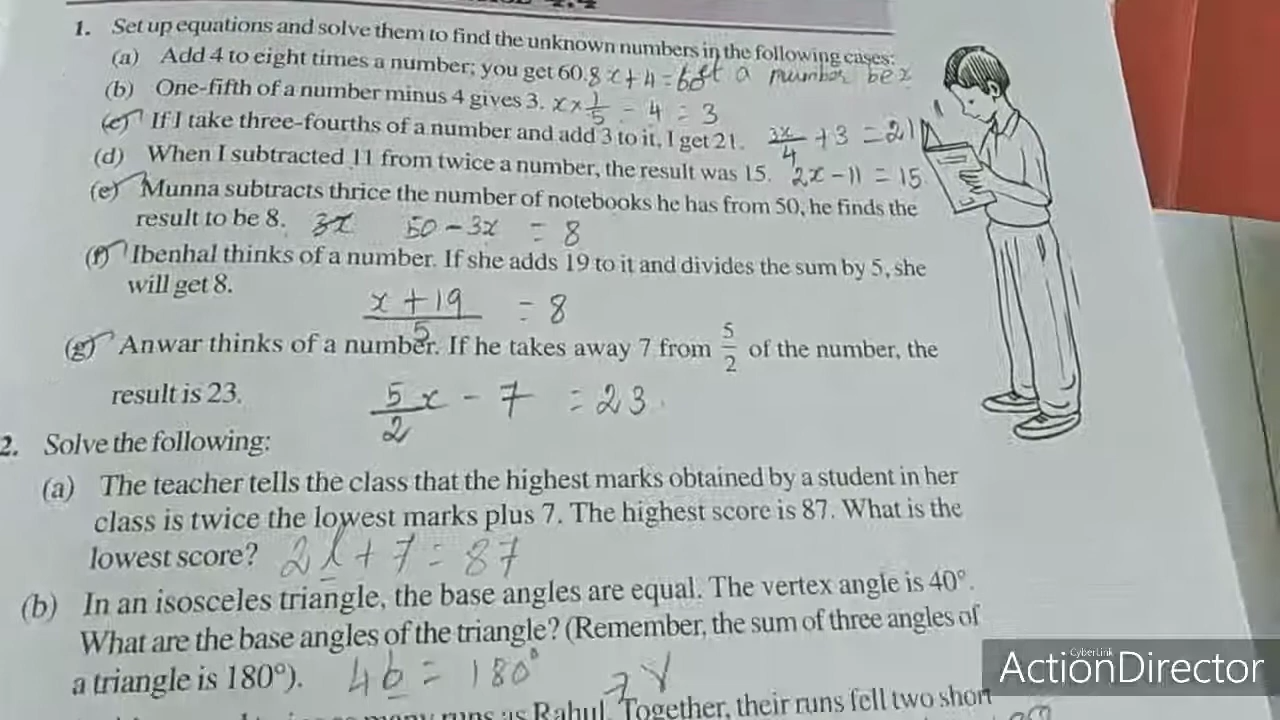 4.4
1. Set up equations and solve them to find the unknown numbers in the following cases:
(a) Add 4 to eight times a number; you get 60. 8x+4=60 let a number be x
(b) One-fifth of a number minus 4 gives 3. x × 1/5 - 4 = 3
(c) If I take three-fourths of a number and add 3 to it, I get 21. 3x/4 + 3 = 21
(d) When I subtracted 11 from twice a number, the result was 15. 2x - 11 = 15
(e) Munna subtracts thrice the number of notebooks he has from 50, he finds the
result to be 8. 3x 50 - 3x = 8
(f) Ibenhal thinks of a number. If she adds 19 to it and divides the sum by 5, she
will get 8.
x + 19 / 5 = 8
(g) Anwar thinks of a number. If he takes away 7 from 5/2 of the number, the
result is 23. 5/2 x - 7 = 23
2. Solve the following:
(a) The teacher tells the class that the highest marks obtained by a student in her
class is twice the lowest marks plus 7. The highest score is 87. What is the
lowest score? 2l + 7 = 87
(b) In an isosceles triangle, the base angles are equal. The vertex angle is 40°.
What are the base angles of the triangle? (Remember, the sum of three angles of
a triangle is 180°). 4b = 180°
many runs as Rahul. Together, their runs fell two short
CyberLink
ActionDirector